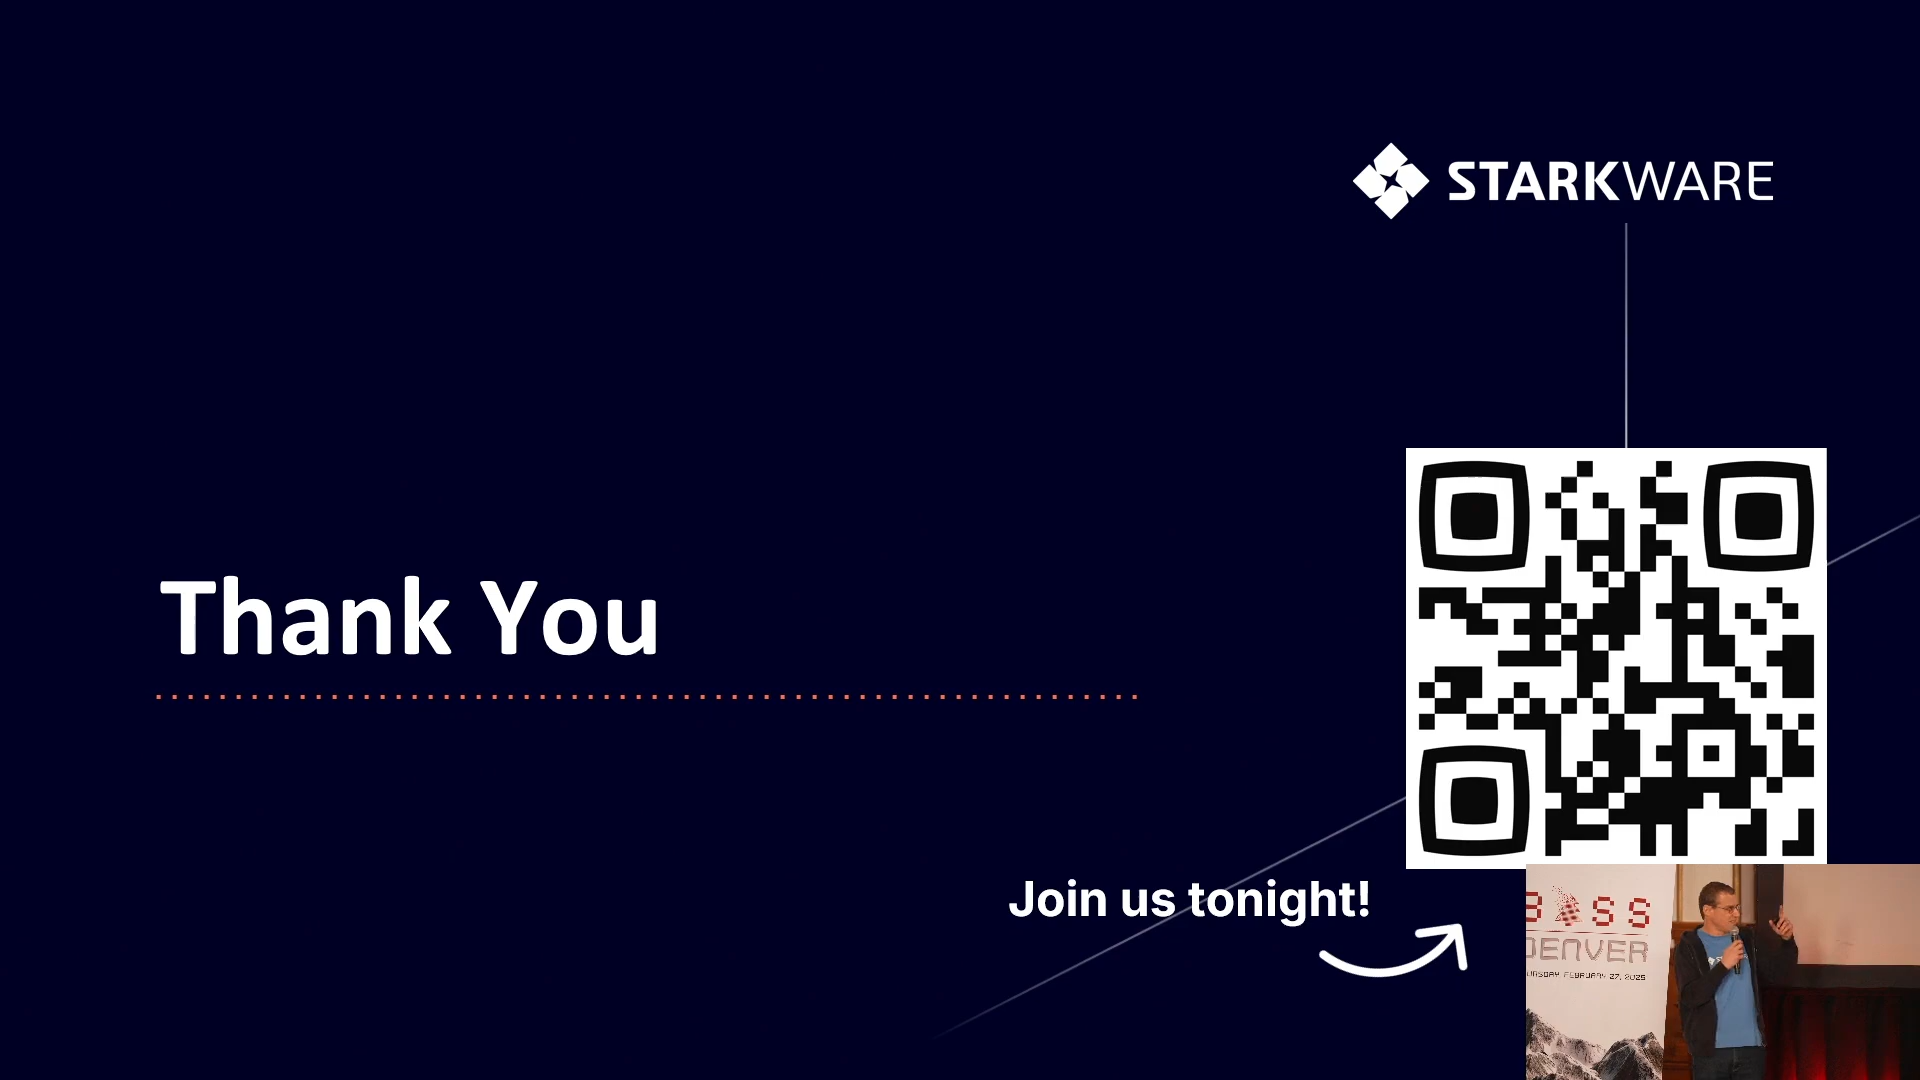 STARKWARE
Thank You
Join us tonight!
BASS
DENVER
FEBRUARY 27, 2025